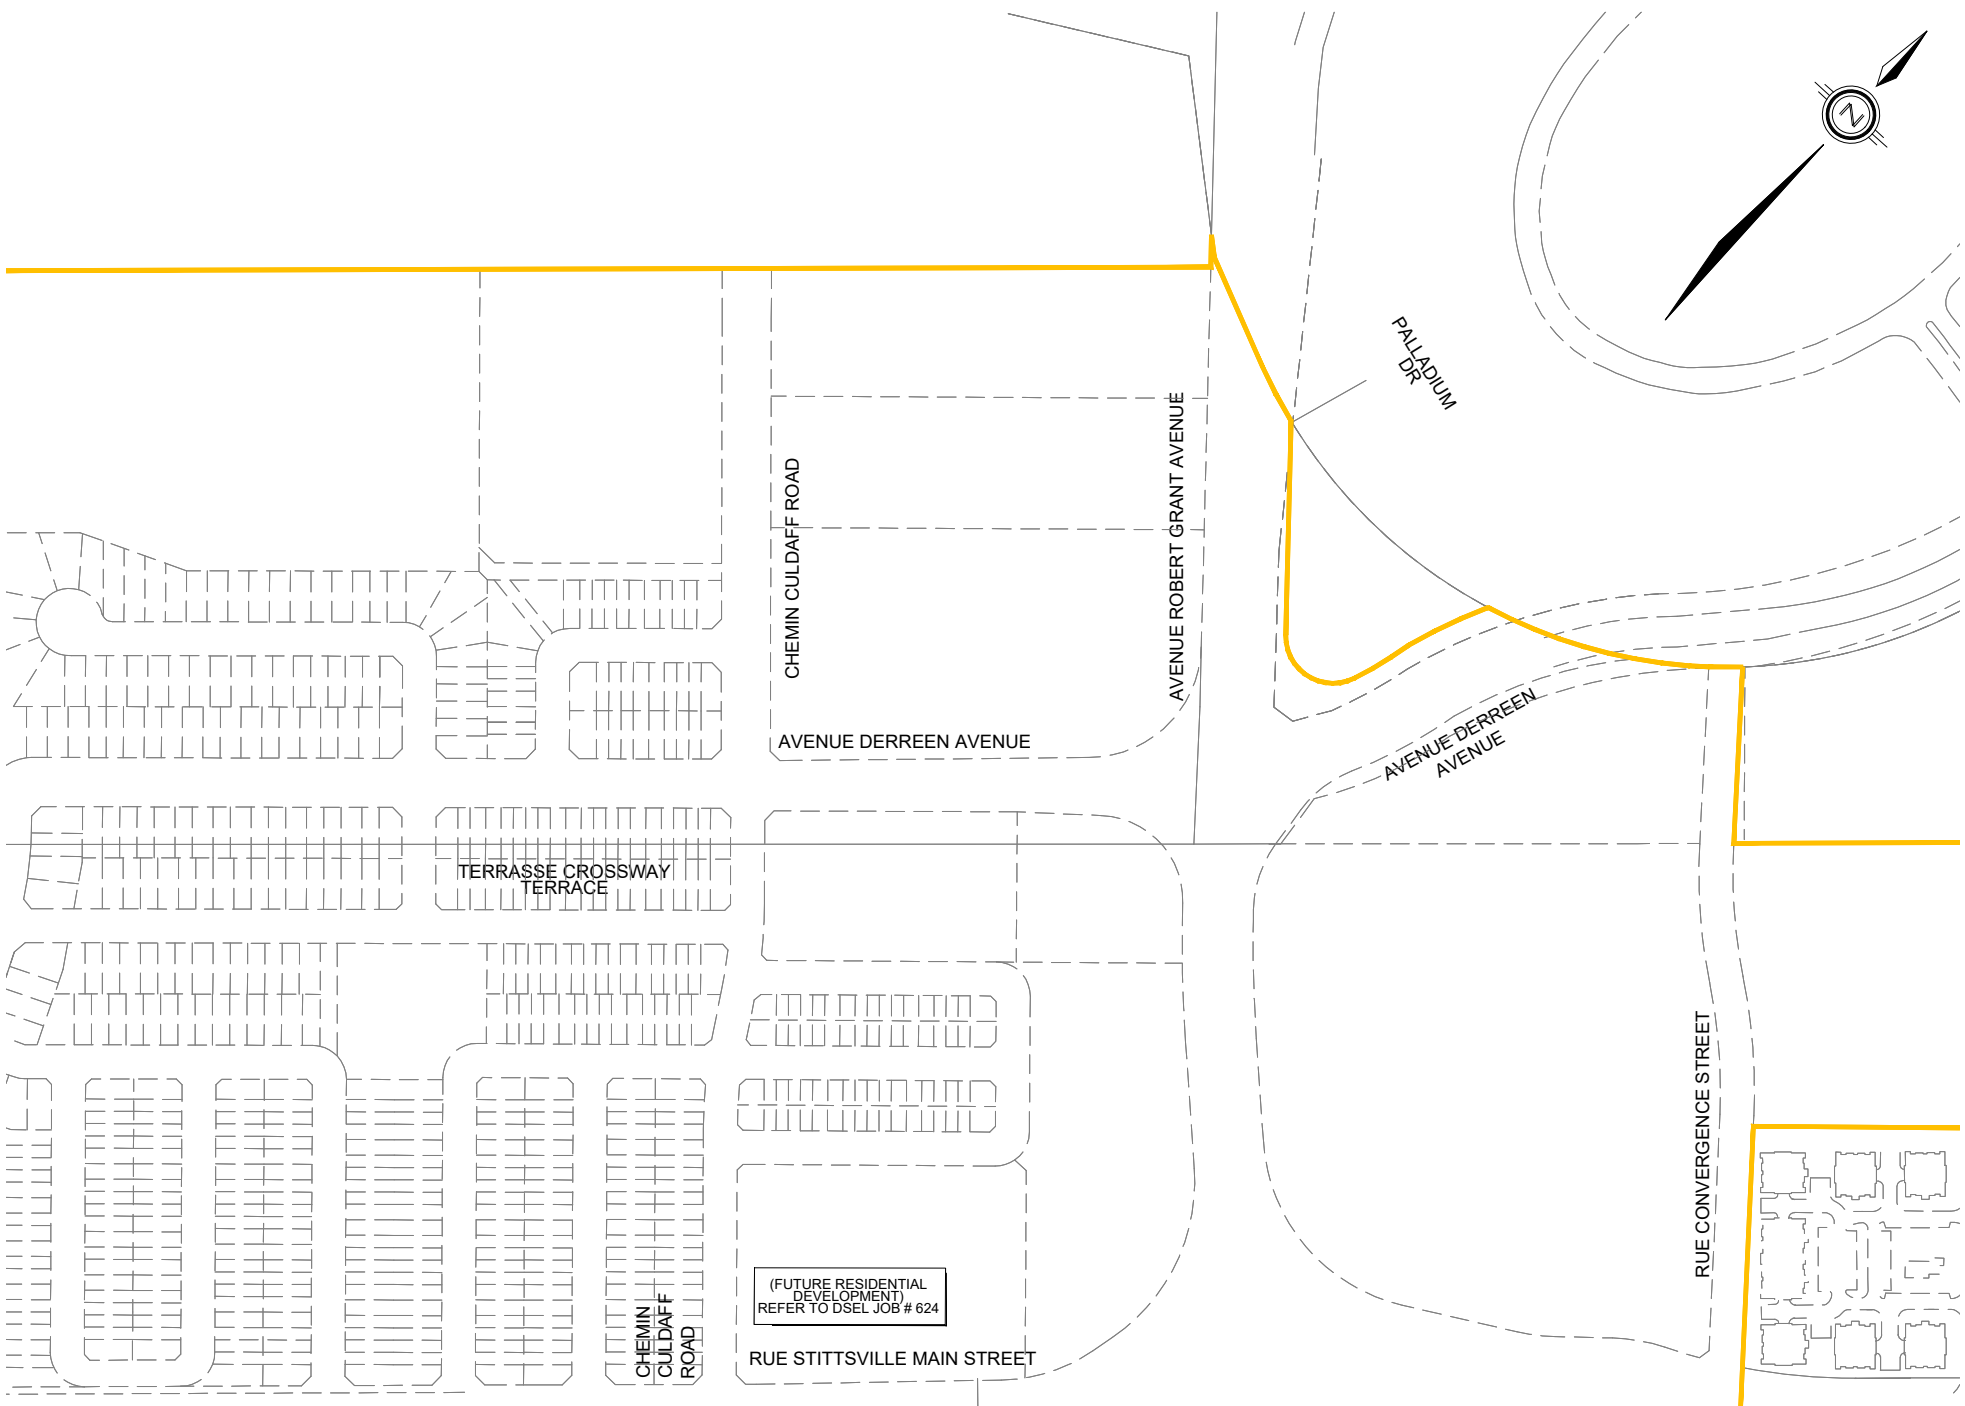 N
PALLADIUM
DR
CHEMIN CULDAFF ROAD
AVENUE ROBERT GRANT AVENUE
AVENUE DERREEN AVENUE
AVENUE DERREEN
AVENUE
TERRASSE CROSSWAY
TERRACE
RUE CONVERGENCE STREET
(FUTURE RESIDENTIAL
DEVELOPMENT)
REFER TO DSEL JOB # 624
CHEMIN
CULDAFF
ROAD
RUE STITTSVILLE MAIN STREET